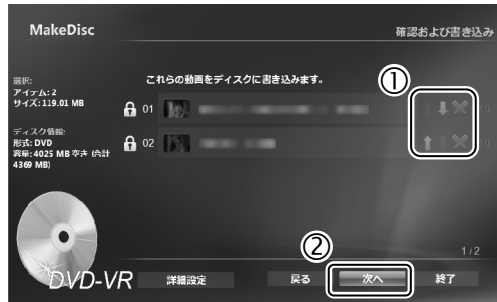 MakeDisc
確認および書き込み
選択:
アイテム: 2
サイズ: 119.01 MB
ディスク情報:
形式: DVD
容量: 4025 MB 空き (合計
4369 MB)
これらの動画をディスクに書き込みます。
①
01
02
②
1/2
DVD-VR
詳細設定
戻る
次へ
終了